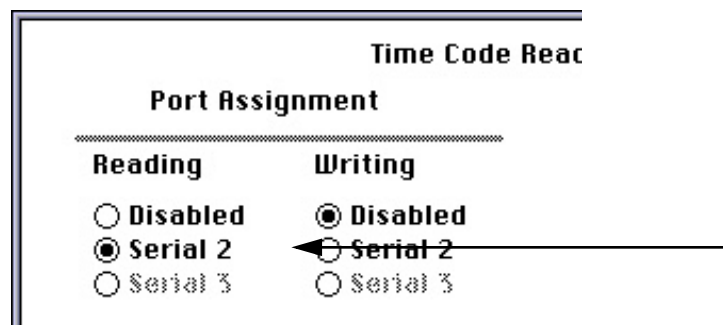 Time Code Reac
Port Assignment
Reading Writing
Disabled Disabled
Serial 2 Serial 2
Serial 3 Serial 3